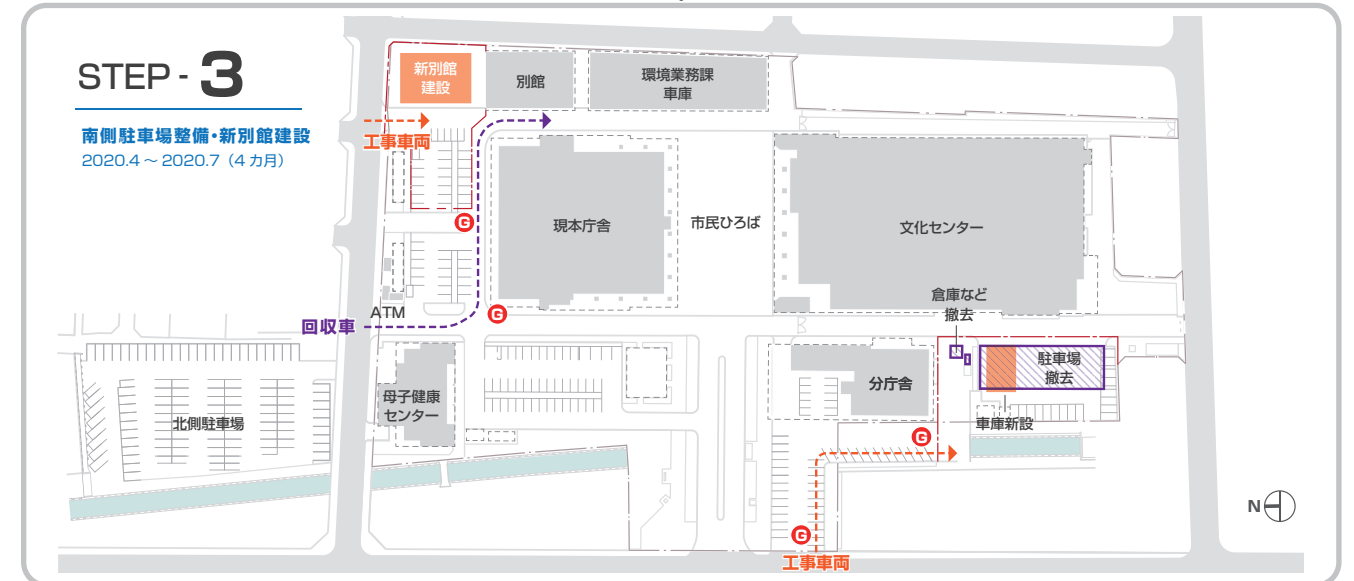 STEP - 3
南側駐車場整備・新別館建設
2020.4～2020.7（4カ月）
新別館
建設
別館
環境業務課
車庫
工事車両
G
現本庁舎
市民ひろば
文化センター
倉庫など
撤去
ATM
回収車
G
駐車場
撤去
母子健康
センター
分庁舎
北側駐車場
車庫新設
G
N
G
工事車両